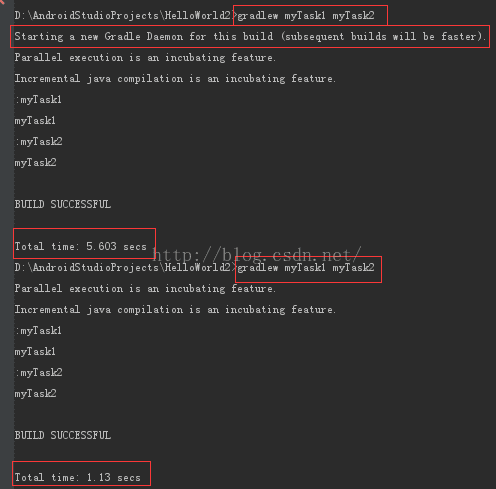 D:\AndroidStudioProjects\HelloWorld2>gradlew myTask1 myTask2
Starting a new Gradle Daemon for this build (subsequent builds will be faster).
Parallel execution is an incubating feature.
Incremental java compilation is an incubating feature.
:myTask1
myTask1
:myTask2
myTask2
BUILD SUCCESSFUL
Total time: 5.603 secs
http://blog.csdn.net/
D:\AndroidStudioProjects\HelloWorld2>gradlew myTask1 myTask2
Parallel execution is an incubating feature.
Incremental java compilation is an incubating feature.
:myTask1
myTask1
:myTask2
myTask2
BUILD SUCCESSFUL
Total time: 1.13 secs